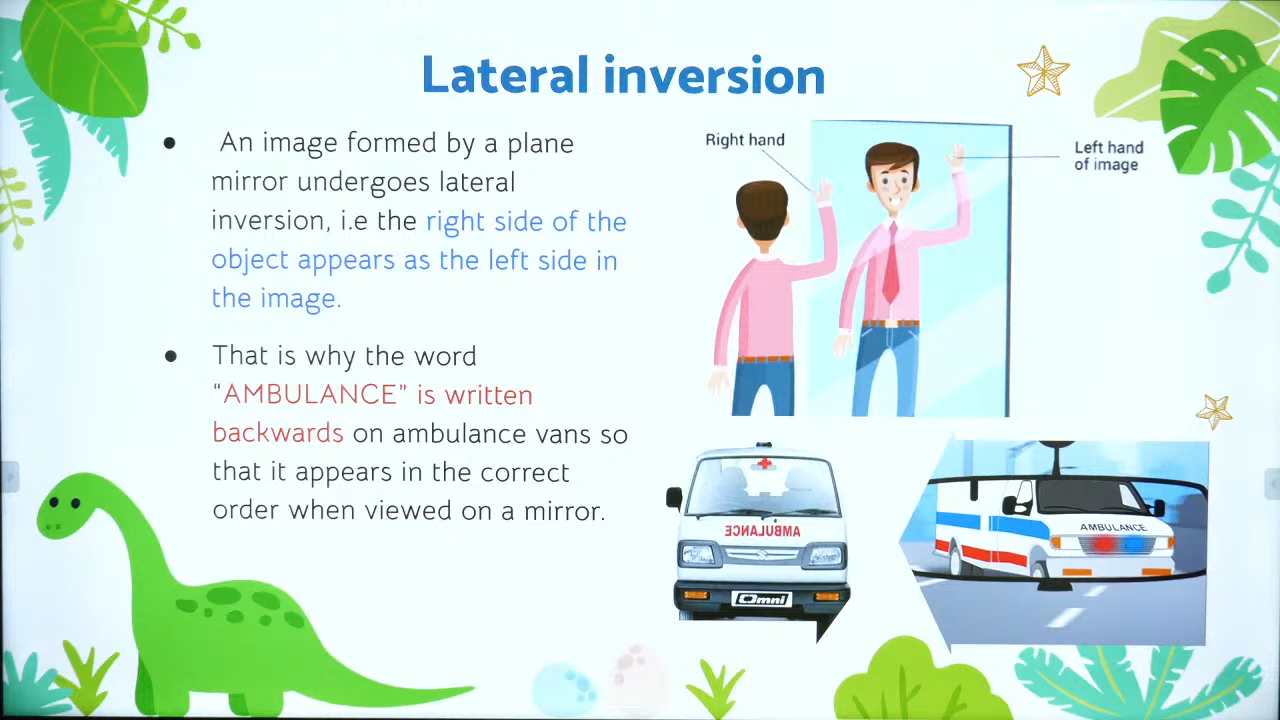 Lateral inversion
An image formed by a plane
mirror undergoes lateral
inversion, i.e the right side of the
object appears as the left side in
the image.
That is why the word
“AMBULANCE” is written
backwards on ambulance vans so
that it appears in the correct
order when viewed on a mirror.
Right hand
Left hand
of image
AMBULANCE
Omni
AMBULANCE